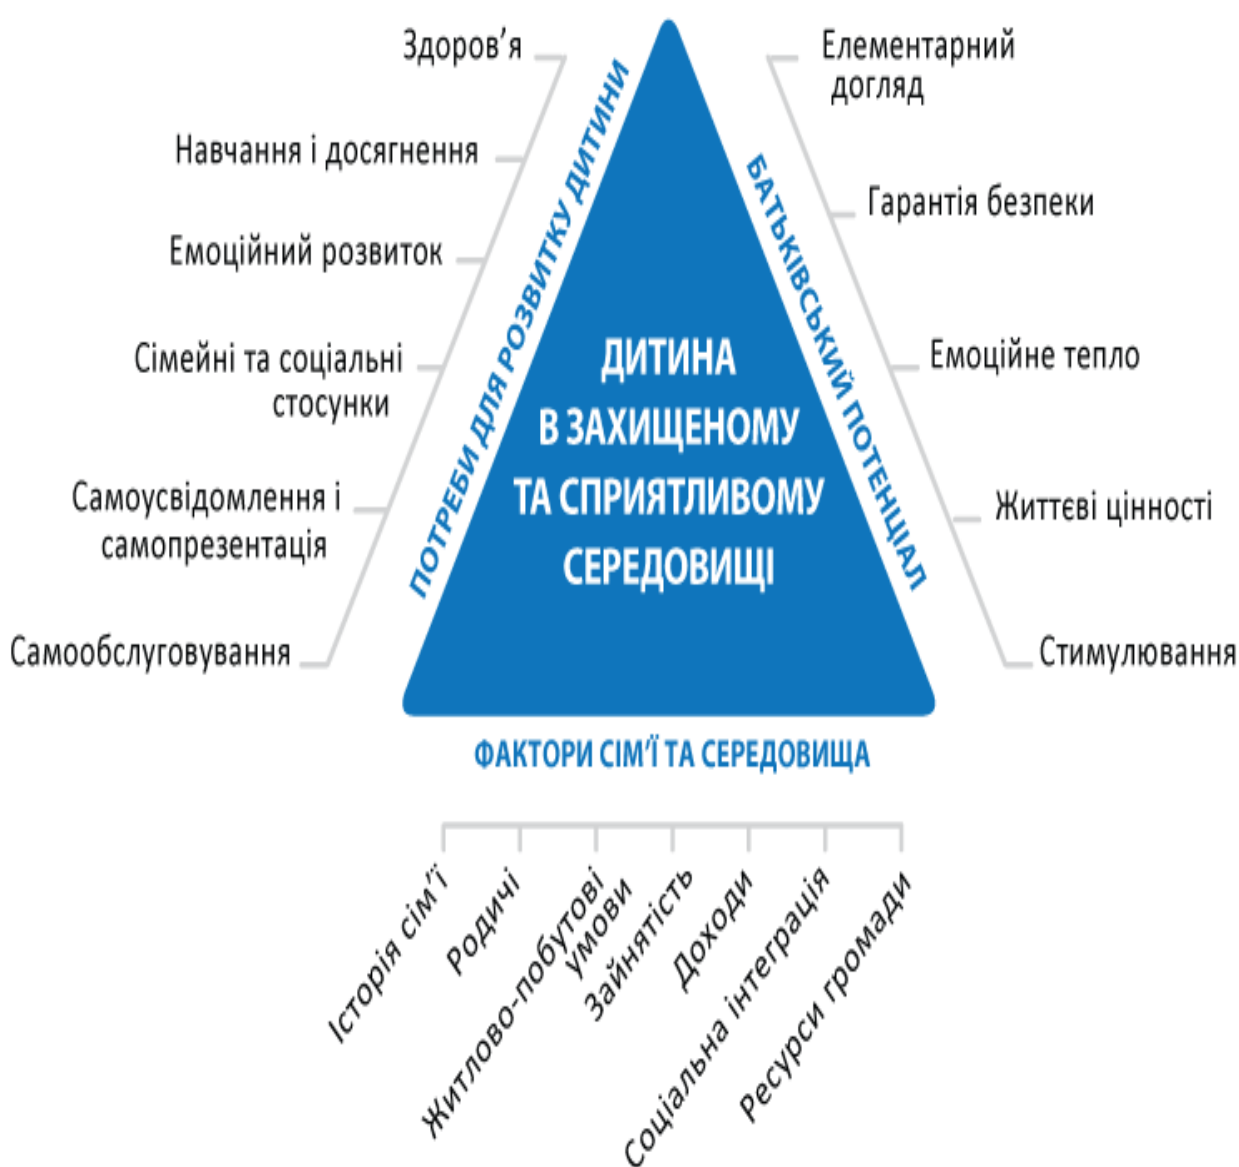 Здоров’я
Навчання і досягнення
Емоційний розвиток
Сімейні та соціальні
стосунки
Самоусвідомлення і
самопрезентація
Самообслуговування
ПОТРЕБИ ДЛЯ РОЗВИТКУ ДИТИНИ
ДИТИНА
В ЗАХИЩЕНОМУ
ТА СПРИЯТЛИВОМУ
СЕРЕДОВИЩІ
БАТЬКІВСЬКИЙ ПОТЕНЦІАЛ
Елементарний
догляд
Гарантія безпеки
Емоційне тепло
Життєві цінності
Стимулювання
ФАКТОРИ СІМ’Ї ТА СЕРЕДОВИЩА
Історія сім’ї
Родичі
Житлово-побутові
умови
Зайнятість
Доходи
Соціальна інтеграція
Ресурси громади